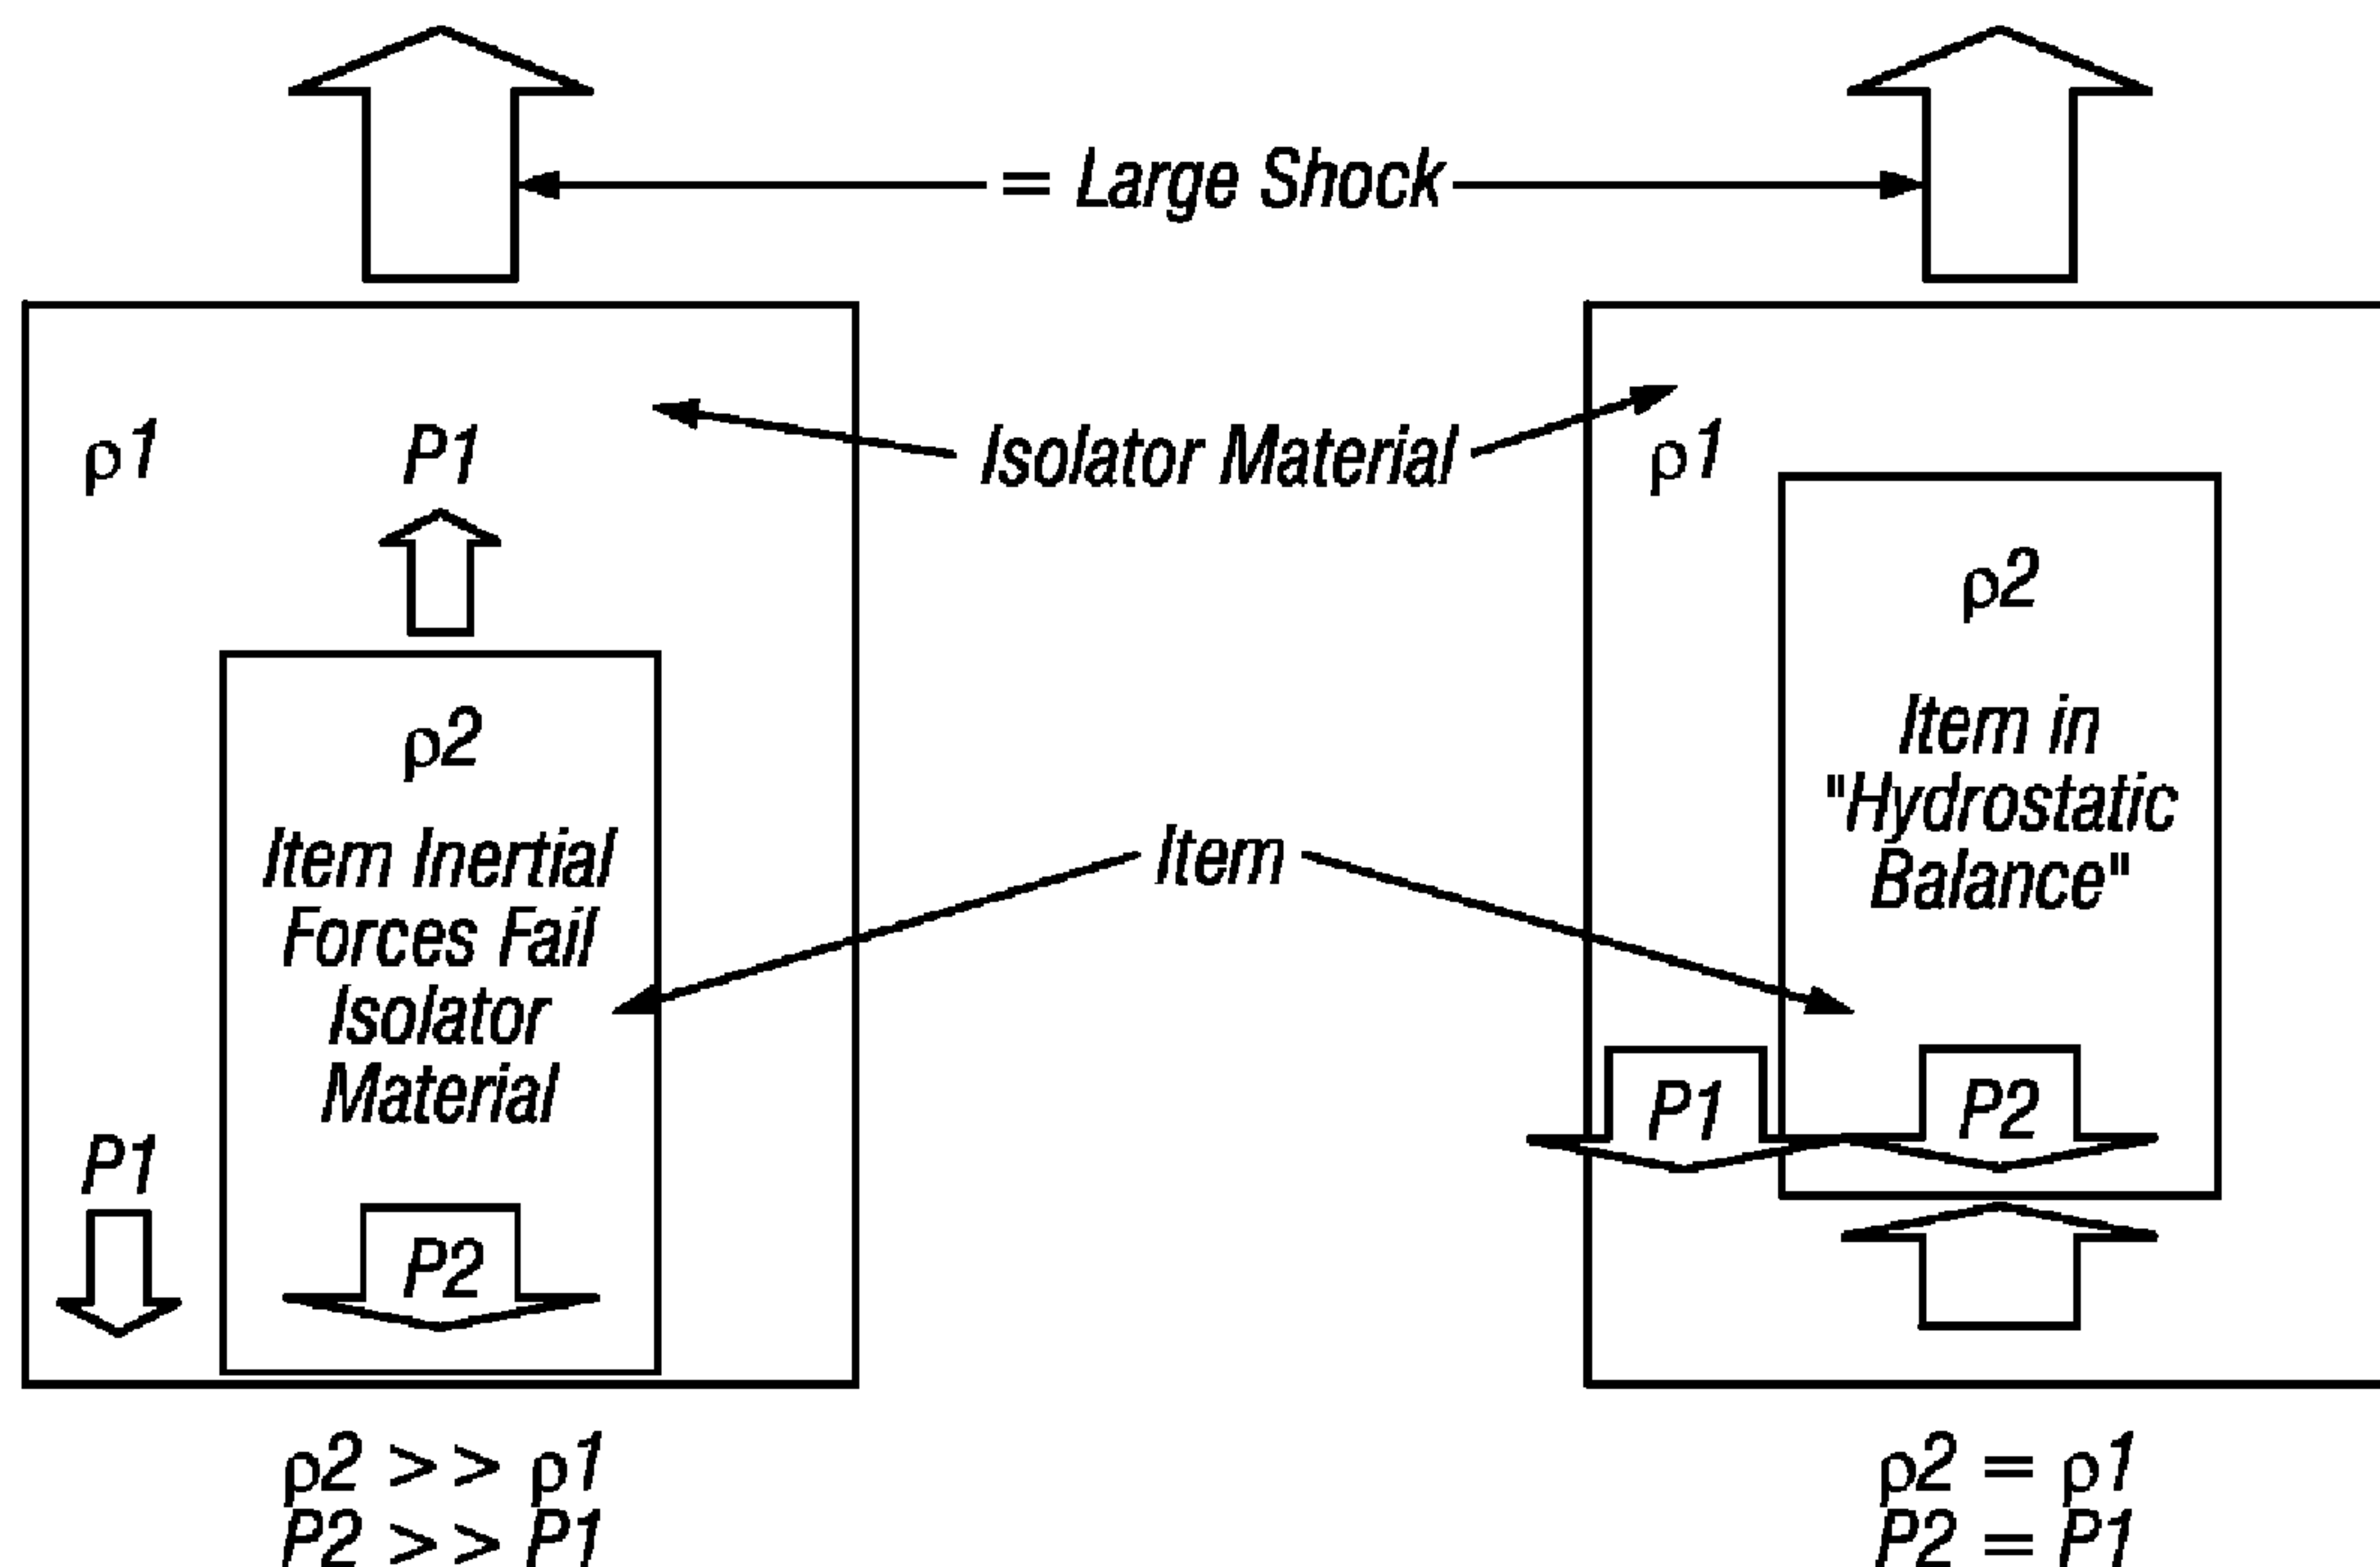 = Large Shock
ρ1
P1
Isolator Material
ρ1
ρ2
ρ2
Item in
"Hydrostatic
Balance"
Item Inertial
Forces Fail
Isolator
Material
Item
P1
P2
P1
P2
ρ2 >> ρ1
P2 >> P1
ρ2 = ρ1
P2 = P1